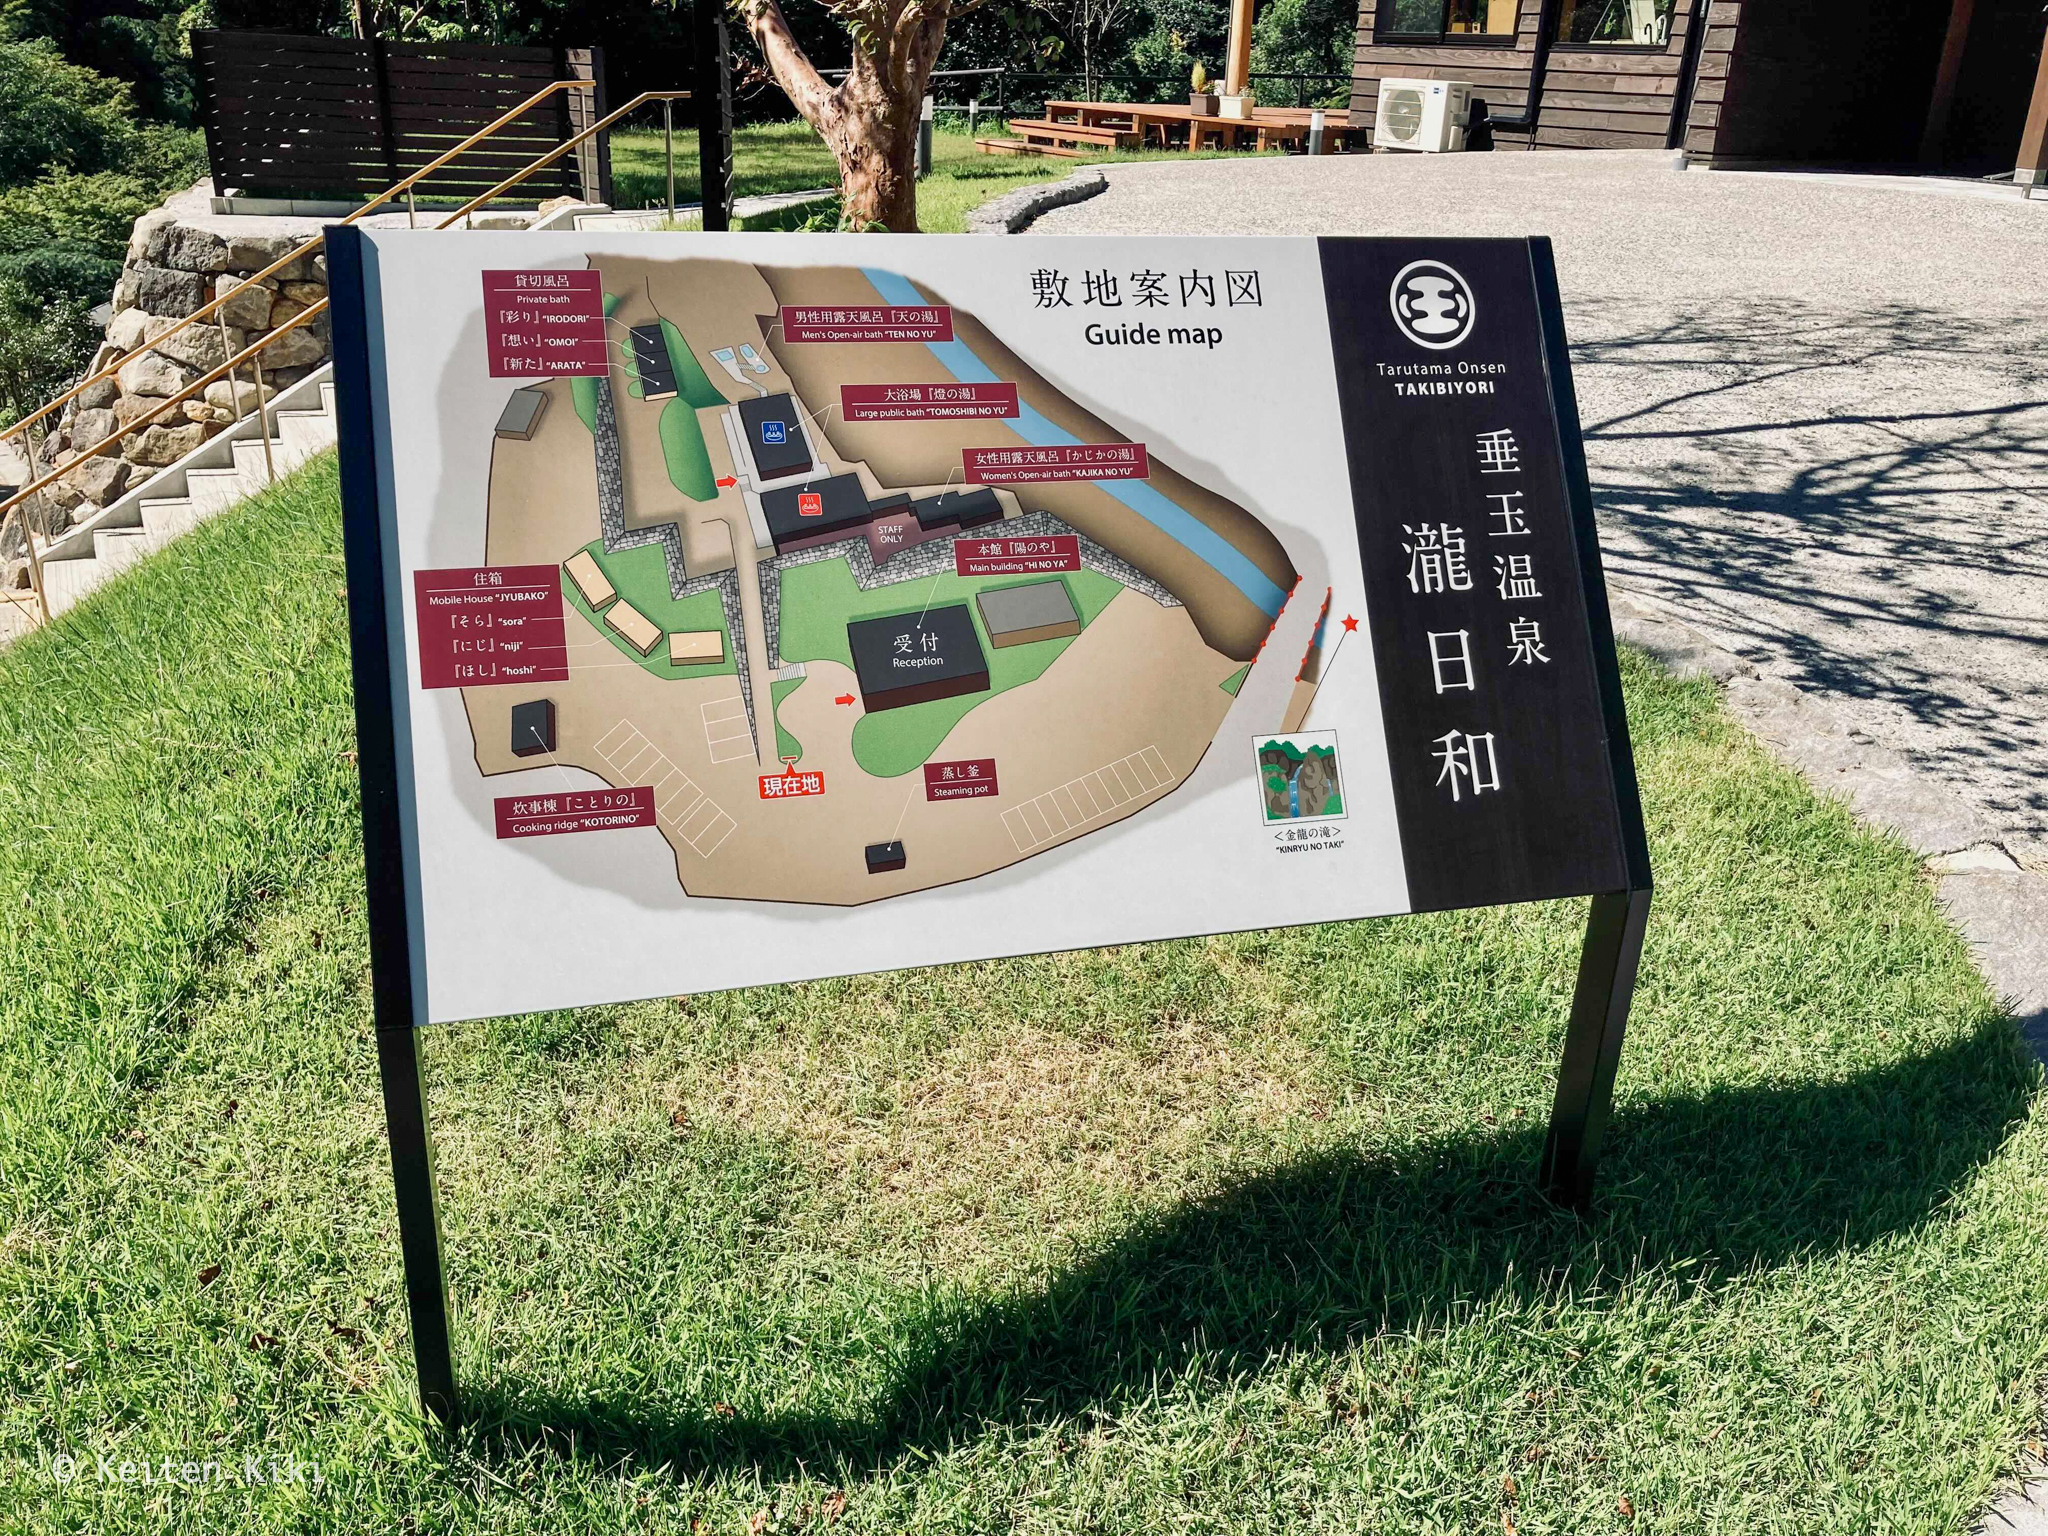 敷地案内図
Guide map
貸切風呂
Private bath
『彩り』"IRODORI"
『想い』"OMOI"
『新た』"ARATA"
男性用露天風呂『天の湯』
Men's Open-air bath "TEN NO YU"
大浴場『燈の湯』
Large public bath "TOMOSHIBI NO YU"
女性用露天風呂『かじかの湯』
Women's Open-air bath "KAJIKA NO YU"
STAFF
ONLY
本館『陽のや』
Main building "HI NO YA"
住箱
Mobile House "JYUBAKO"
『そら』"sora"
『にじ』"niji"
『ほし』"hoshi"
受付
Reception
現在地
炊事棟『ことりの』
Cooking ridge "KOTORINO"
蒸し釜
Steaming pot
<金龍の滝>
"KINRYU NO TAKI"
Tarutama Onsen
TAKIBIYORI
垂玉温泉
瀧日和
© Keiten Kiki